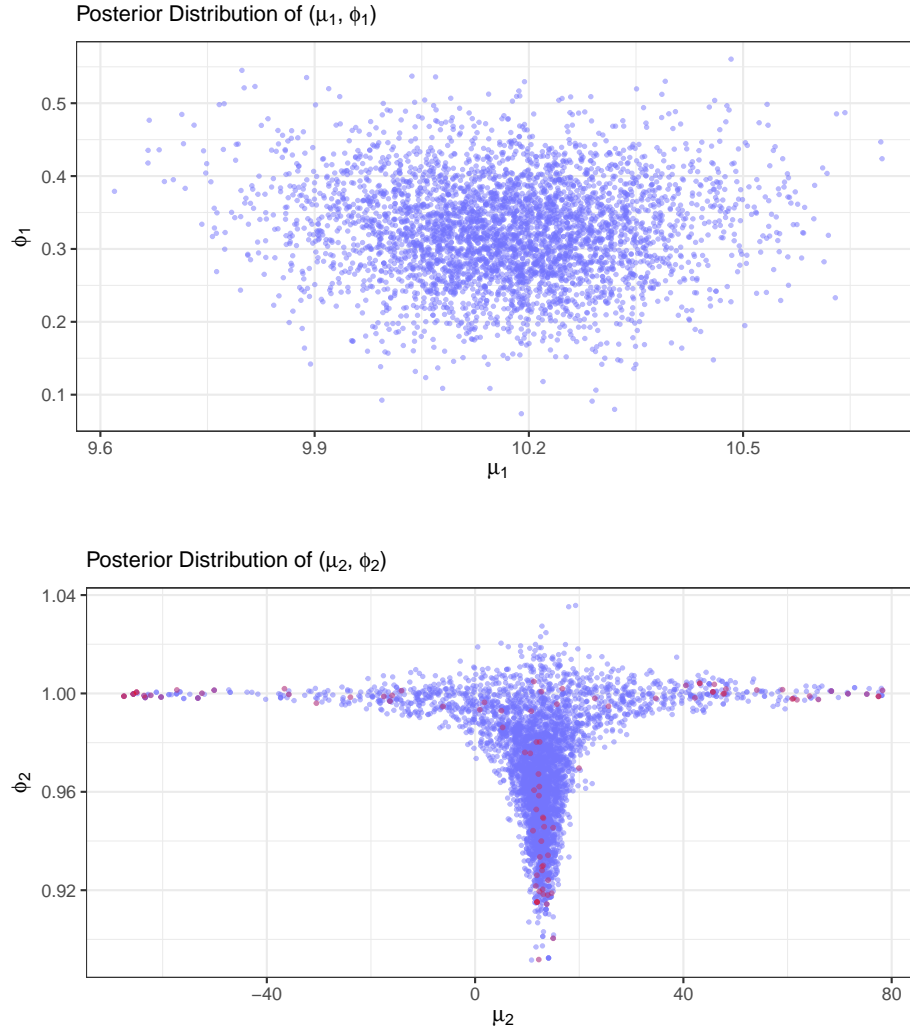 Posterior Distribution of (μ₁, ϕ₁)
0.5
0.4
0.3
0.2
0.1
ϕ₁
9.6 9.9 10.2 10.5
μ₁
Posterior Distribution of (μ₂, ϕ₂)
1.04
1.00
0.96
0.92
ϕ₂
−40 0 40 80
μ₂